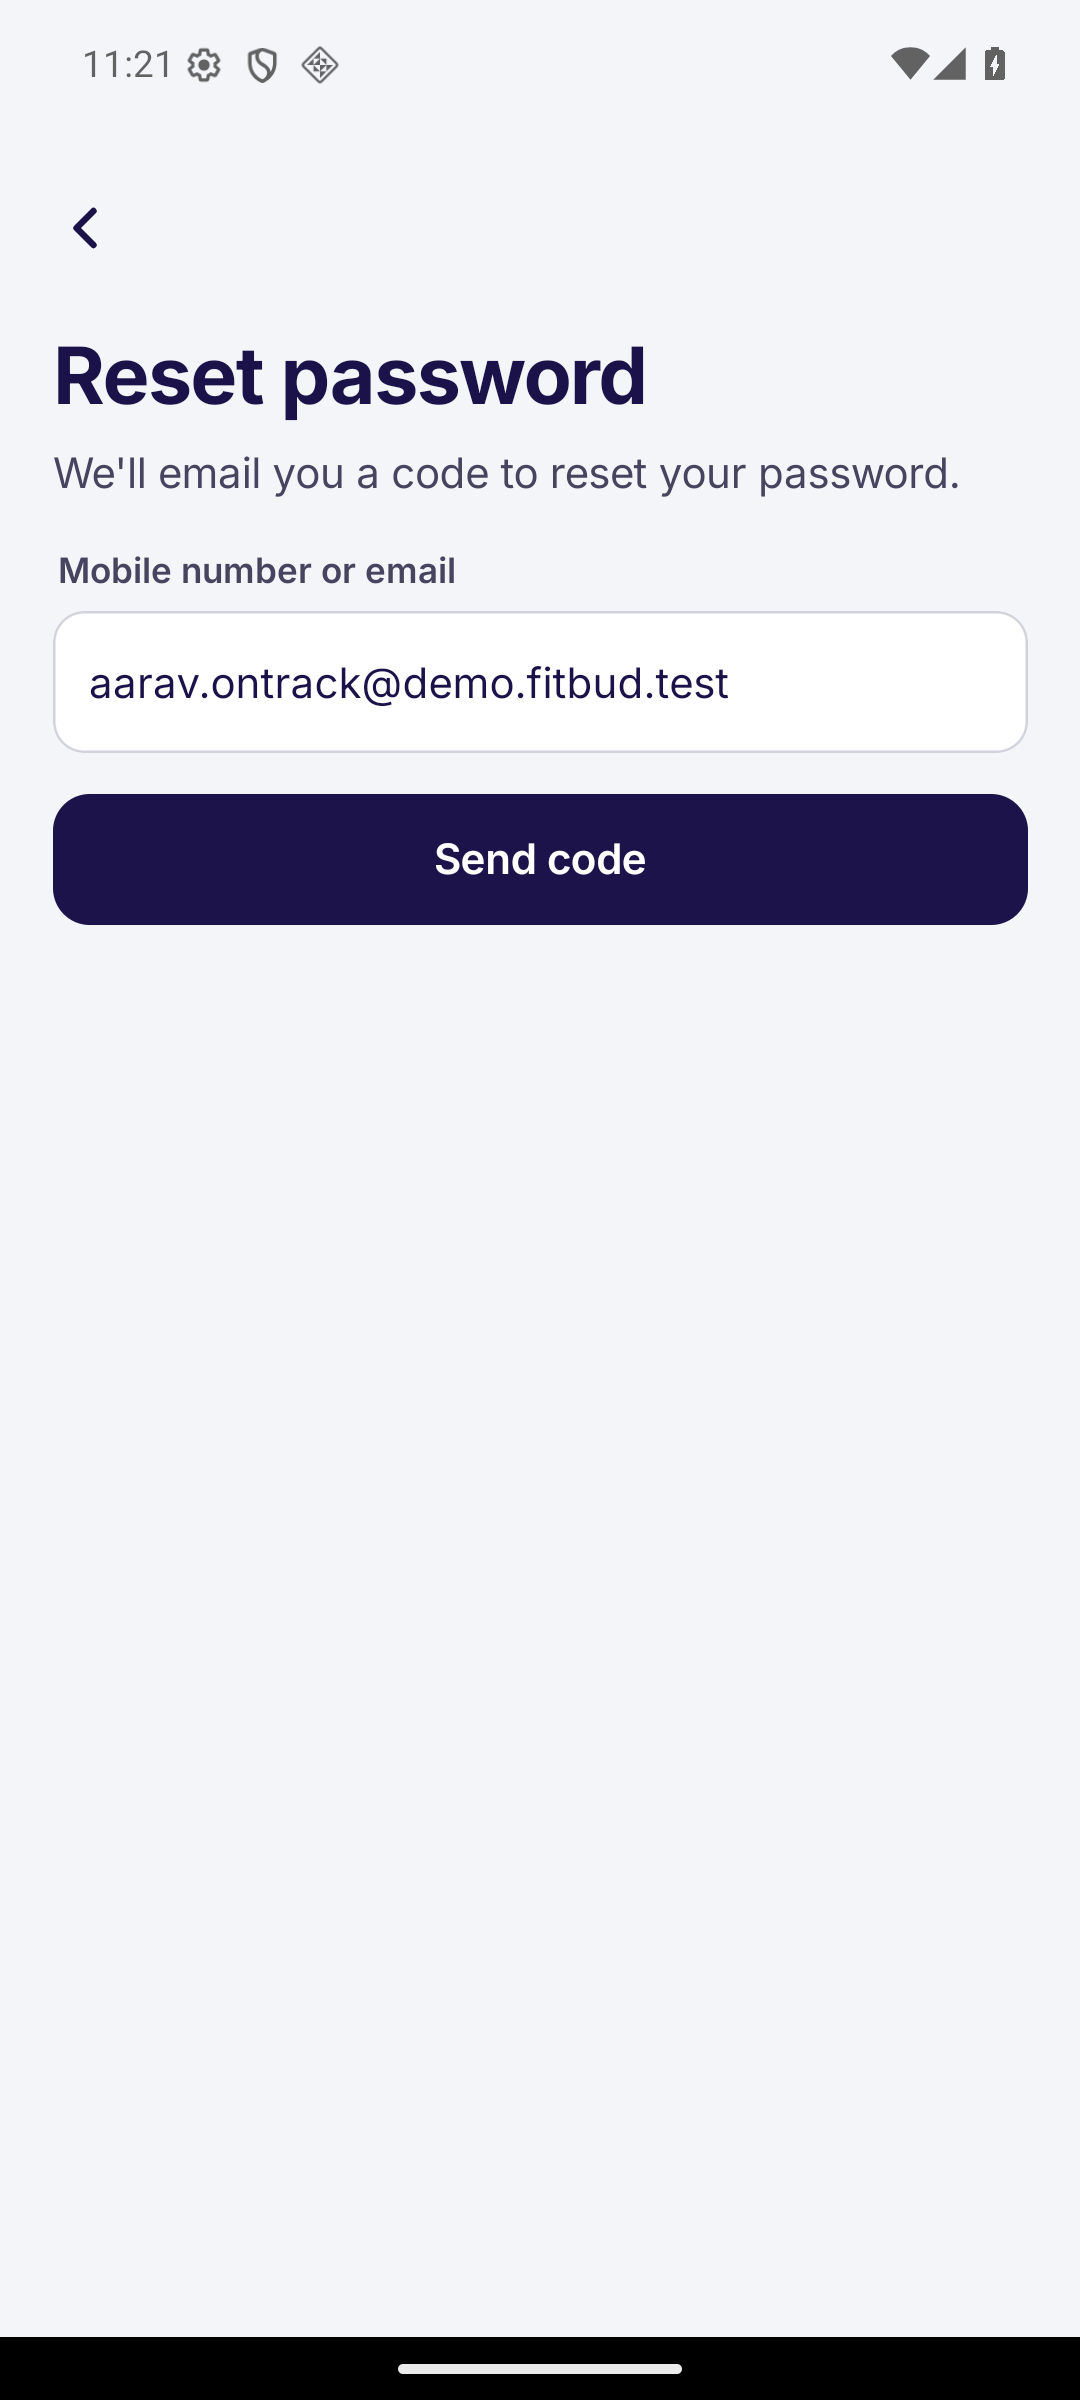 11:21
Reset password
We'll email you a code to reset your password.
Mobile number or email
aarav.ontrack@demo.fitbud.test
Send code